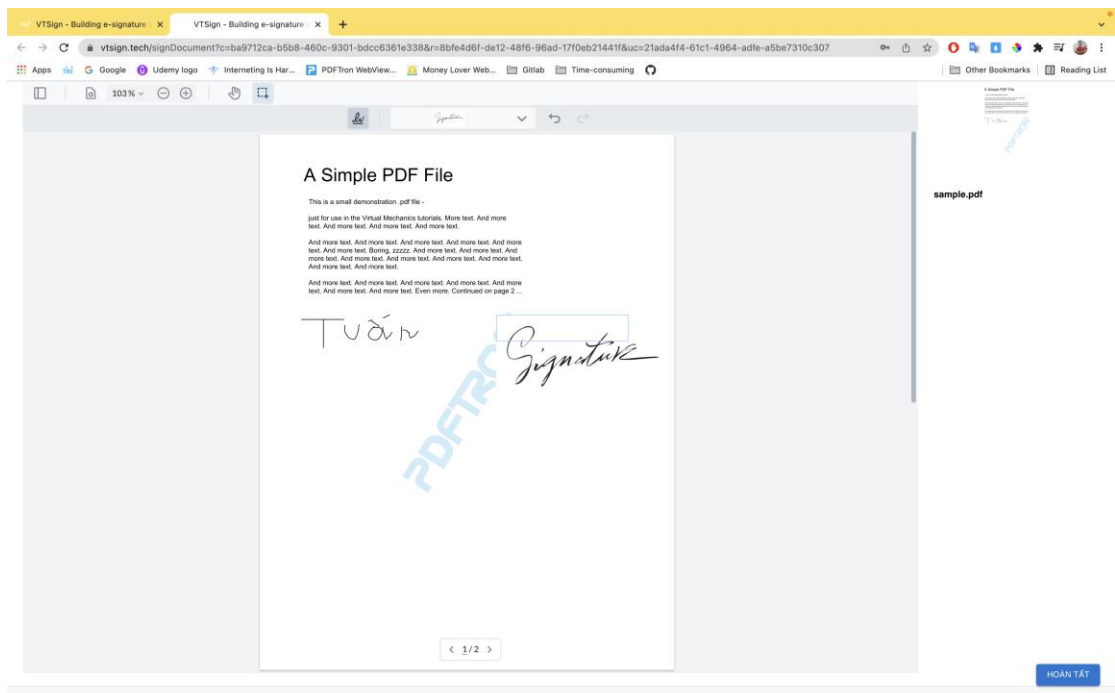 VTSign - Building e-signature
VTSign - Building e-signature
vtsign.tech/signDocument?c=ba9712ca-b5b8-460c-9301-bdcc6361e338&r=8bfe4d6f-de12-48f6-96ad-17f0eb21441f&uc=21ada4f4-61c1-4964-adfe-a5be7310c307
Apps
Google
Udemy logo
Interneting Is Har...
PDFTron WebView...
Money Lover Web...
Gitlab
Time-consuming
Other Bookmarks
Reading List
103%
Signature
A Simple PDF File
This is a small demonstration .pdf file -
just for use in the Virtual Mechanics tutorials. More text. And more
text. And more text. And more text. And more text.
And more text. And more text. And more text. And more text. And more
text. And more text. Boring, zzzzz. And more text. And more text. And
more text. And more text. And more text. And more text. And more text.
And more text. And more text.
And more text. And more text. And more text. And more text. And more
text. And more text. And more text. Even more. Continued on page 2 ...
Tuấn
Signature
PDFTRO
1/2
A Simple PDF File
PDFTRON
sample.pdf
HOÀN TẤT